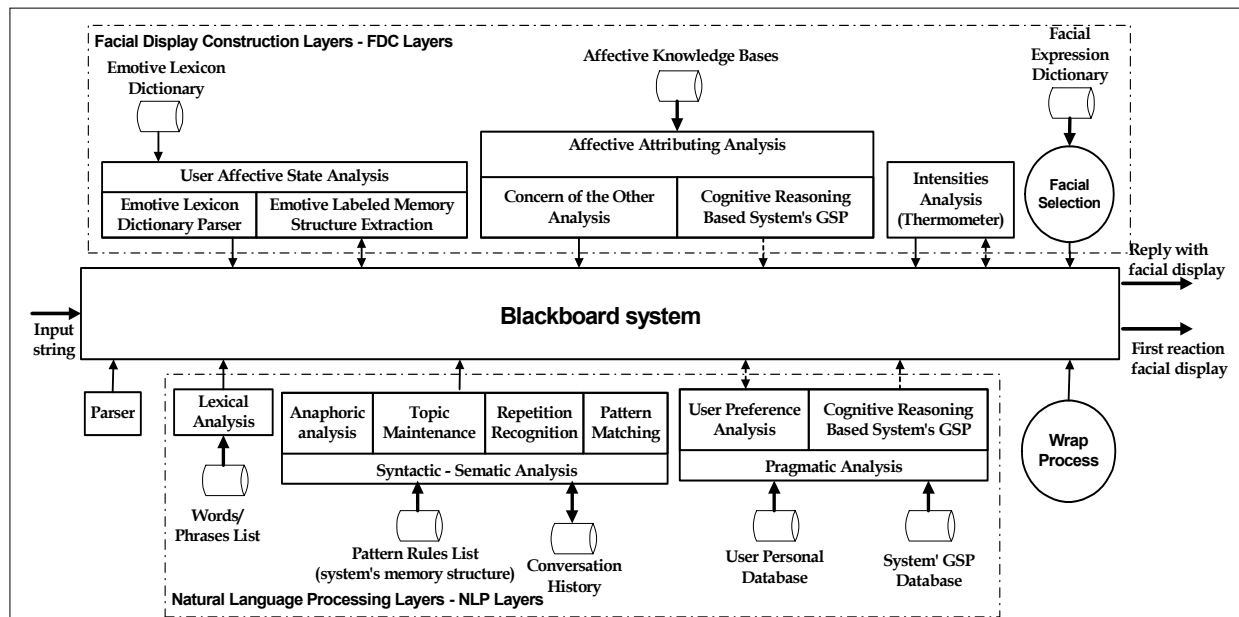 Facial Display Construction Layers - FDC Layers
Emotive Lexicon
Dictionary
Affective Knowledge Bases
Facial
Expression
Dictionary
User Affective State Analysis
Emotive Lexicon
Dictionary Parser
Emotive Labeled Memory
Structure Extraction
Affective Attributing Analysis
Concern of the Other
Analysis
Cognitive Reasoning
Based System's GSP
Intensities
Analysis
(Thermometer)
Facial
Selection
Reply with
facial display
Blackboard system
Input
string
First reaction
facial display
Parser
Lexical
Analysis
Anaphoric
analysis
Topic
Maintenance
Repetition
Recognition
Pattern
Matching
Syntactic - Sematic Analysis
User Preference
Analysis
Cognitive Reasoning
Based System's GSP
Pragmatic Analysis
Wrap
Process
Words/
Phrases List
Pattern Rules List
(system's memory structure)
Conversation
History
User Personal
Database
System' GSP
Database
Natural Language Processing Layers - NLP Layers